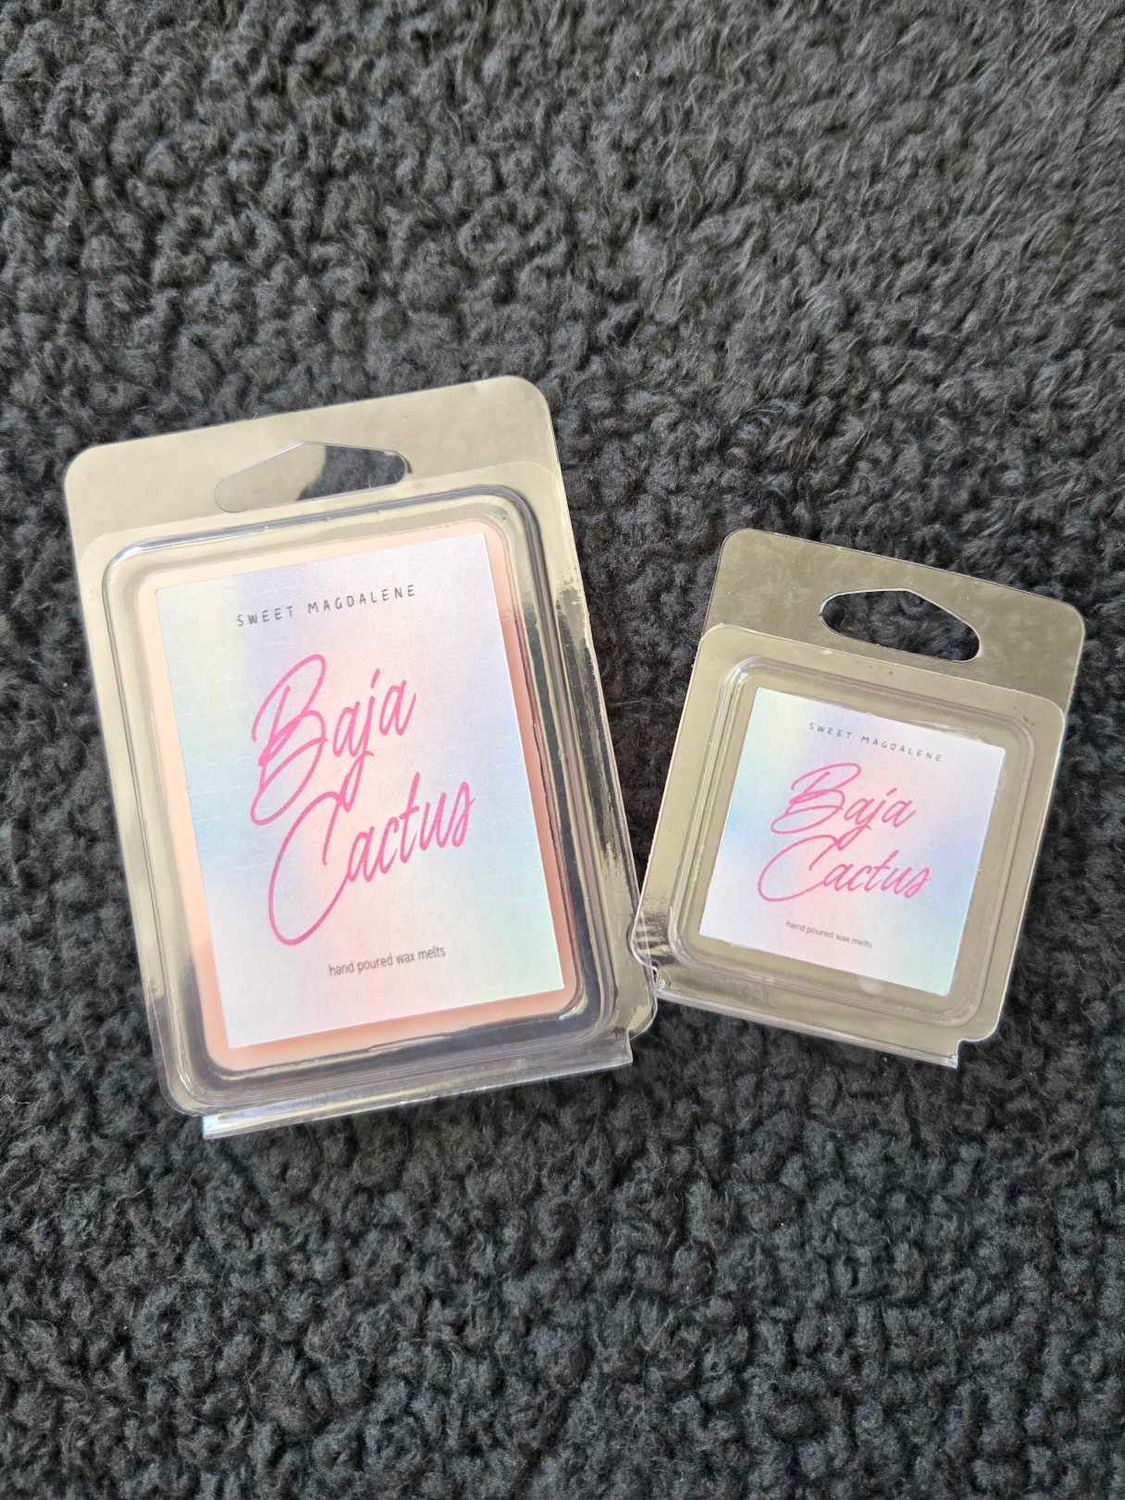 SWEET MAGDALENE
Baja
Cactus
hand poured wax melts
SWEET MAGDALENE
Baja
Cactus
hand poured wax melts